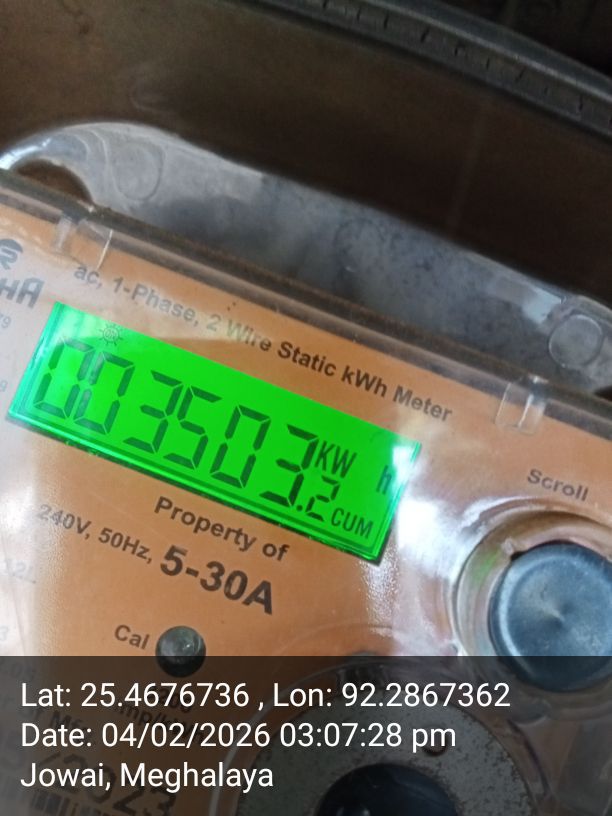 ac, 1-Phase, 2 Wire Static kWh Meter
003503.2 KW h CUM
Scroll
Property of
240V, 50Hz, 5-30A
Cal
Lat: 25.4676736 , Lon: 92.2867362
Date: 04/02/2026 03:07:28 pm
Jowai, Meghalaya